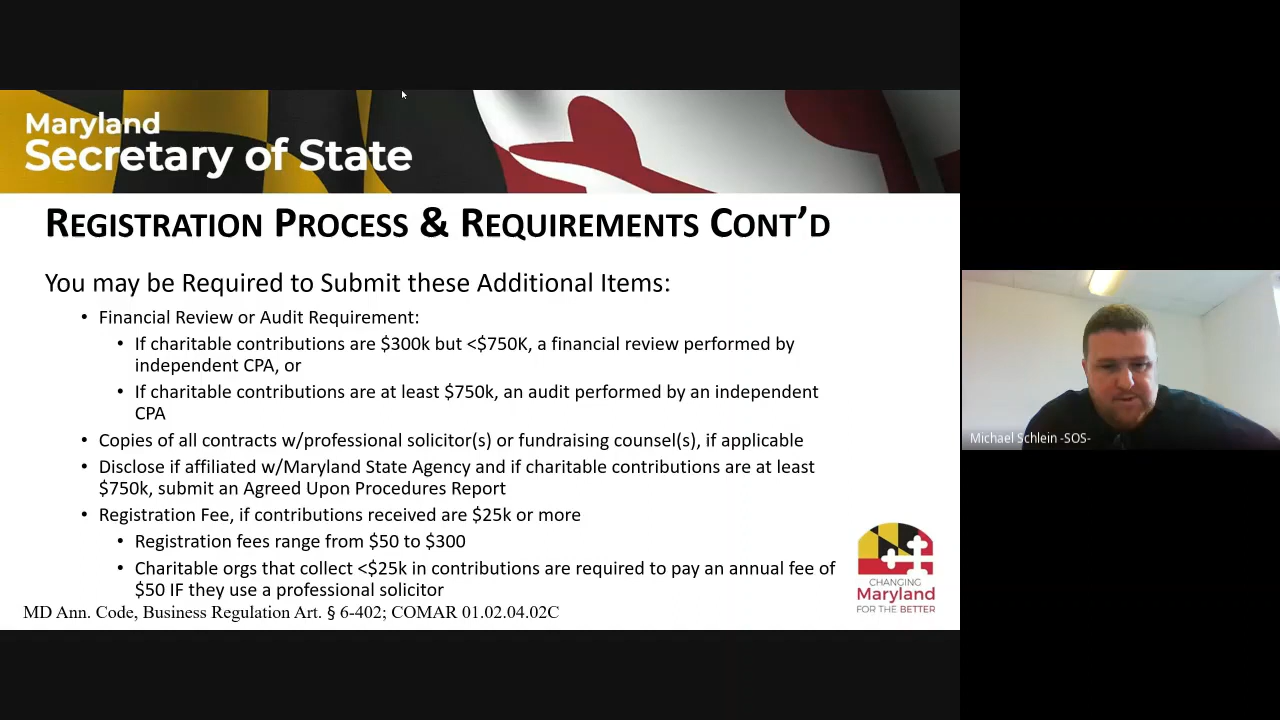 Maryland
Secretary of State
REGISTRATION PROCESS & REQUIREMENTS CONT'D
You may be Required to Submit these Additional Items:
• Financial Review or Audit Requirement:
• If charitable contributions are $300k but <$750K, a financial review performed by
independent CPA, or
• If charitable contributions are at least $750k, an audit performed by an independent
CPA
• Copies of all contracts w/professional solicitor(s) or fundraising counsel(s), if applicable
• Disclose if affiliated w/Maryland State Agency and if charitable contributions are at least
$750k, submit an Agreed Upon Procedures Report
• Registration Fee, if contributions received are $25k or more
• Registration fees range from $50 to $300
• Charitable orgs that collect <$25k in contributions are required to pay an annual fee of
$50 IF they use a professional solicitor
MD Ann. Code, Business Regulation Art. § 6-402; COMAR 01.02.04.02C
CHANGING
Maryland
FOR THE BETTER
Michael Schlein -SOS-